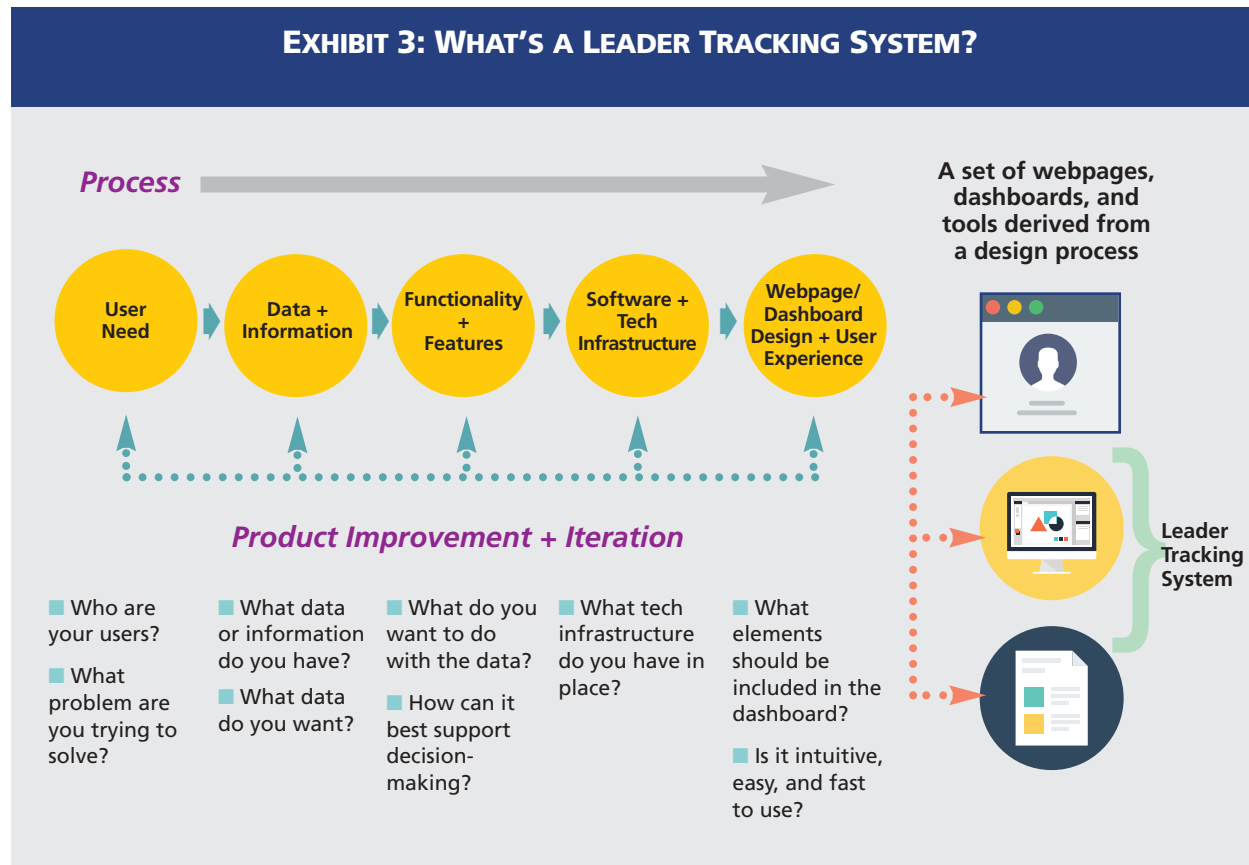 EXHIBIT 3: WHAT'S A LEADER TRACKING SYSTEM?
Process
User
Need
Data +
Information
Functionality
+
Features
Software +
Tech
Infrastructure
Webpage/
Dashboard
Design + User
Experience
A set of webpages,
dashboards, and
tools derived from
a design process
Leader
Tracking
System
Product Improvement + Iteration
Who are
your users?
What
problem are
you trying to
solve?
What data
or information
do you have?
What data
do you want?
What do you
want to do
with the data?
How can it
best support
decision-
making?
What tech
infrastructure
do you have in
place?
What
elements
should be
included in the
dashboard?
Is it intuitive,
easy, and fast
to use?